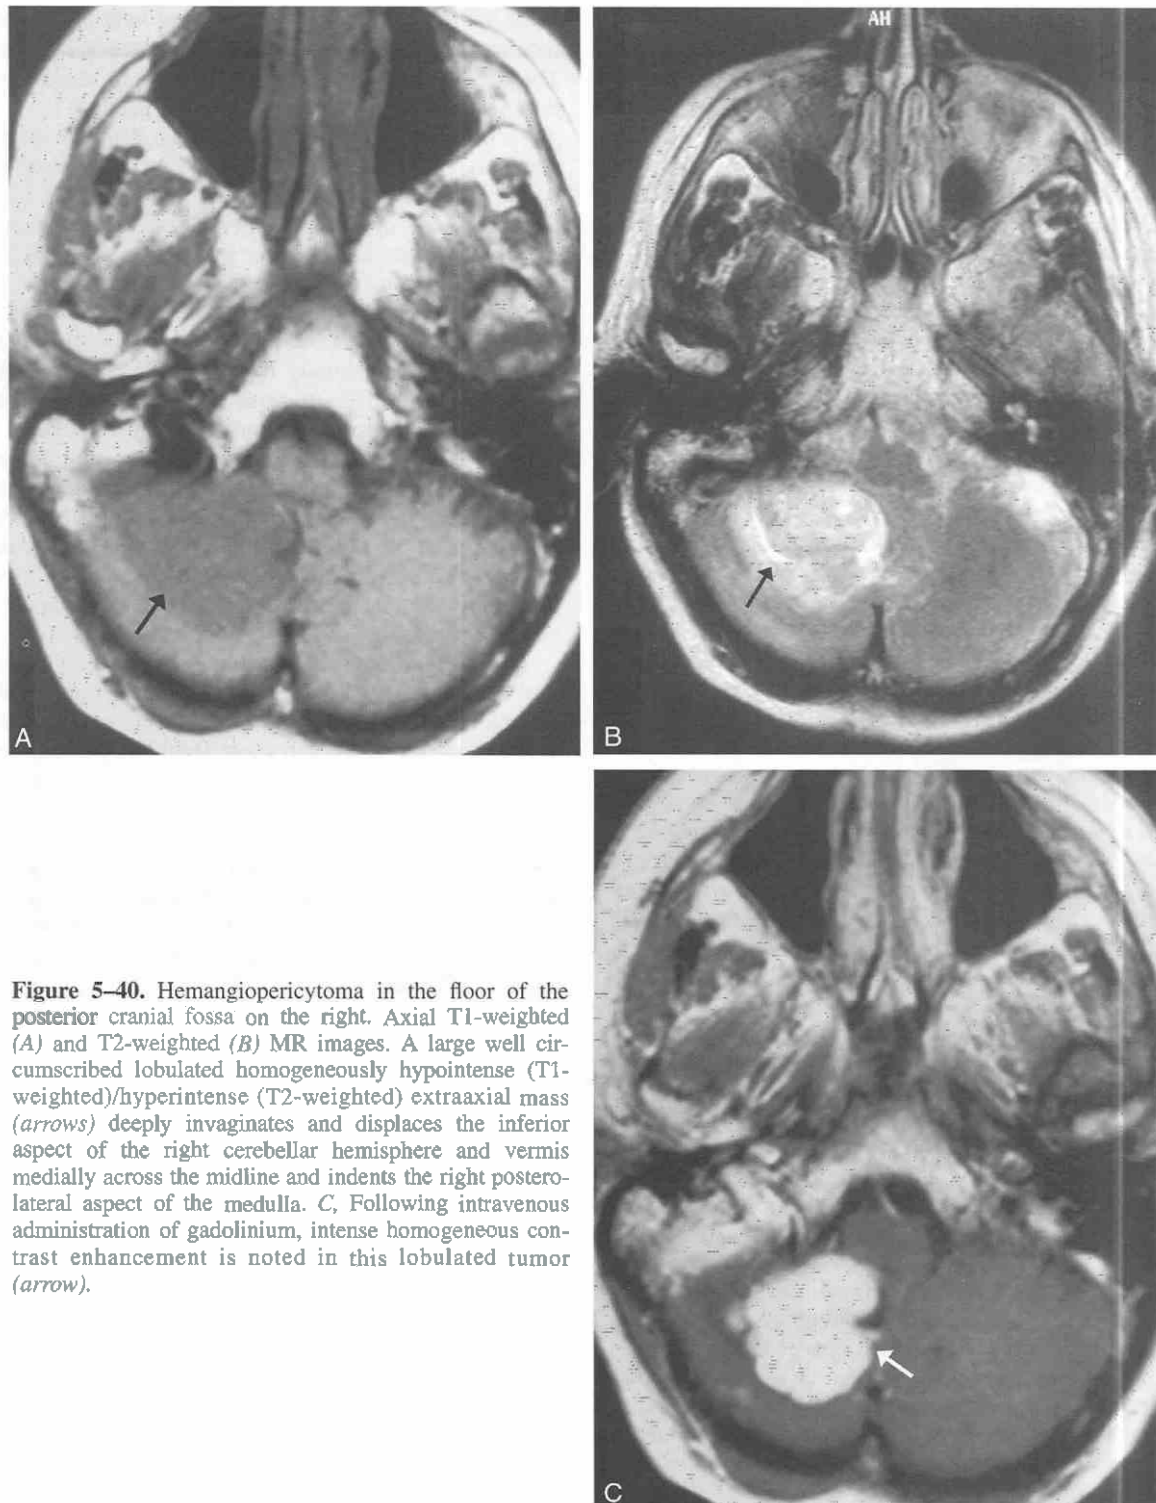 AH
A
B
Figure 5–40. Hemangiopericytoma in the floor of the
posterior cranial fossa on the right. Axial T1-weighted
(A) and T2-weighted (B) MR images. A large well cir-
cumscribed lobulated homogeneously hypointense (T1-
weighted)/hyperintense (T2-weighted) extraaxial mass
(arrows) deeply invaginates and displaces the inferior
aspect of the right cerebellar hemisphere and vermis
medially across the midline and indents the right postero-
lateral aspect of the medulla. C, Following intravenous
administration of gadolinium, intense homogeneous con-
trast enhancement is noted in this lobulated tumor
(arrow).
C